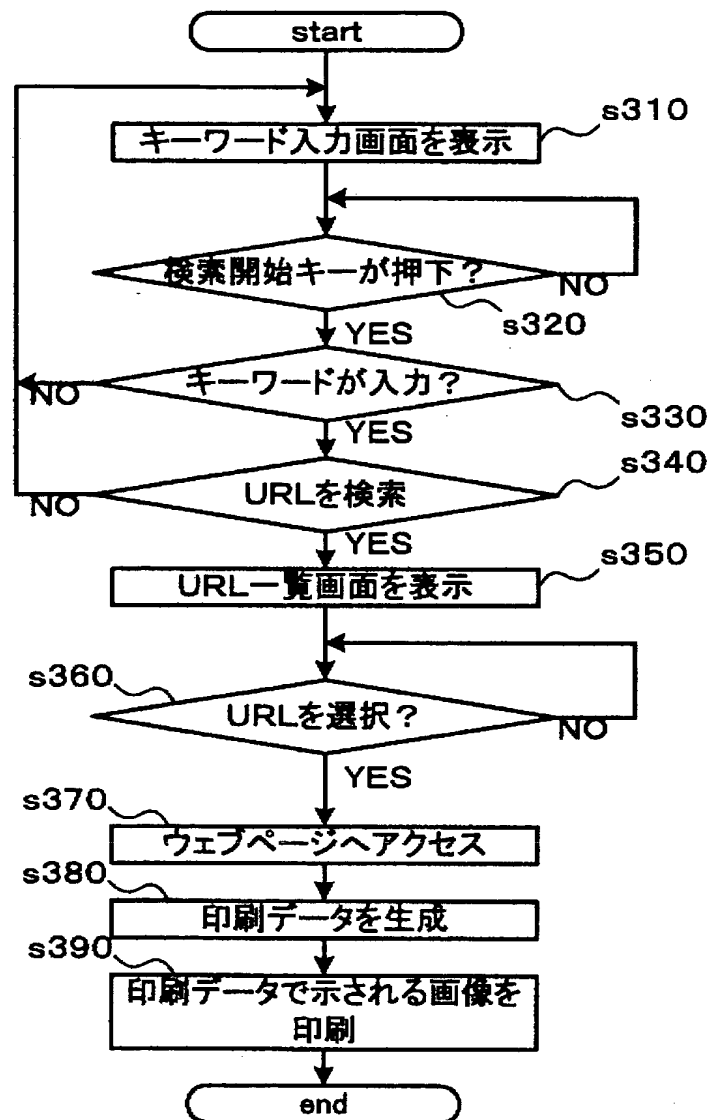 start
s310
キーワード入力画面を表示
検索開始キーが押下？
NO
s320
YES
キーワードが入力？
NO
s330
YES
s340
URLを検索
NO
YES
s350
URL一覧画面を表示
s360
URLを選択？
NO
YES
s370
ウェブページへアクセス
s380
印刷データを生成
s390
印刷データで示される画像を
印刷
end